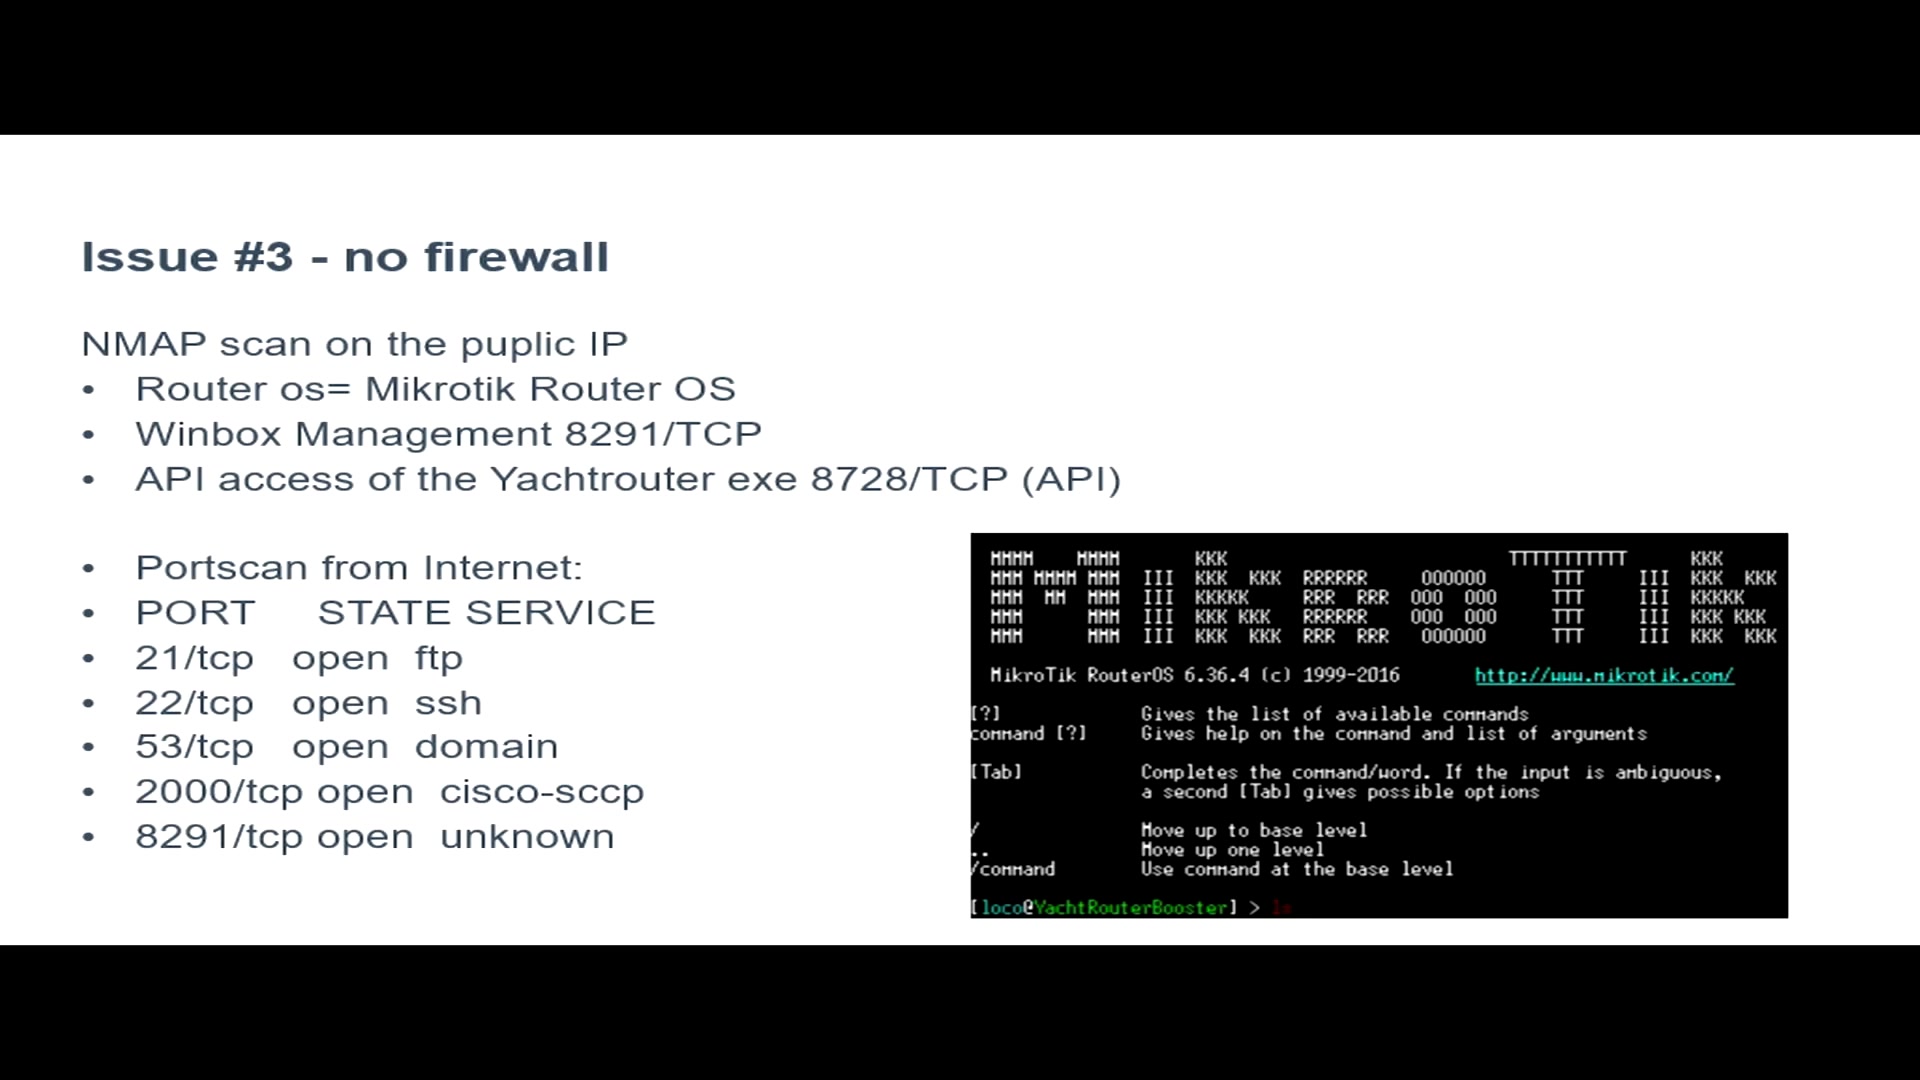 Issue #3 - no firewall
NMAP scan on the puplic IP
• Router os= Mikrotik Router OS
• Winbox Management 8291/TCP
• API access of the Yachtrouter exe 8728/TCP (API)
• Portscan from Internet:
• PORT STATE SERVICE
• 21/tcp open ftp
• 22/tcp open ssh
• 53/tcp open domain
• 2000/tcp open cisco-sccp
• 8291/tcp open unknown
MMMM    MMMM       KKK                          TTTTTTTTTTT      KKK
MMM MMMM MMM  III  KKK  KKK  RRRRRR     OOOOOO      TTT     III  KKK  KKK
MMM  MM  MMM  III  KKKKK     RRR  RRR  OOO  OOO     TTT     III  KKKKK
MMM      MMM  III  KKK KKK   RRRRRR    OOO  OOO     TTT     III  KKK KKK
MMM      MMM  III  KKK  KKK  RRR  RRR   OOOOOO      TTT     III  KKK  KKK
MikroTik RouterOS 6.36.4 (c) 1999-2016 http://www.mikrotik.com/
[?] Gives the list of available commands
command [?] Gives help on the command and list of arguments
[Tab] Completes the command/word. If the input is ambiguous,
a second [Tab] gives possible options
/ Move up to base level
.. Move up one level
/command Use command at the base level
[loco@YachtRouterBooster] > ls